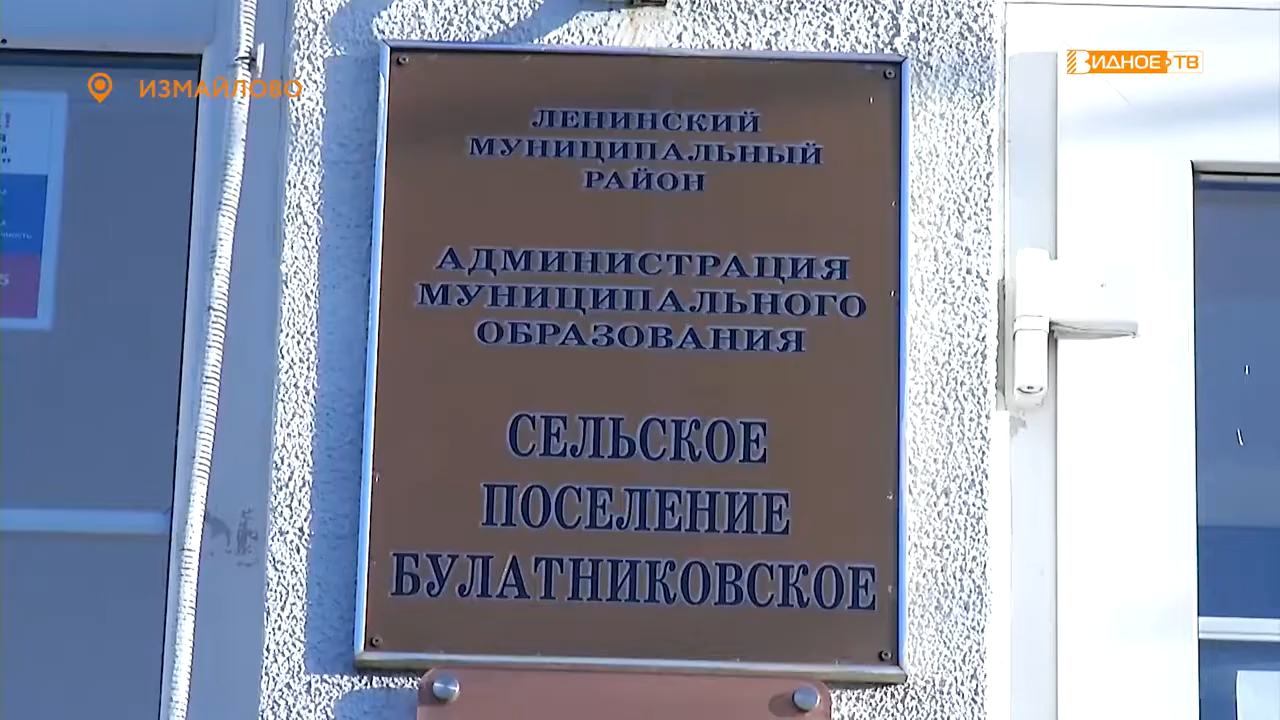 ИЗМАЙЛОВО
ВИДНОЕ ТВ
ЛЕНИНСКИЙ
МУНИЦИПАЛЬНЫЙ
РАЙОН
АДМИНИСТРАЦИЯ
МУНИЦИПАЛЬНОГО
ОБРАЗОВАНИЯ
СЕЛЬСКОЕ
ПОСЕЛЕНИЕ
БУЛАТНИКОВСКОЕ